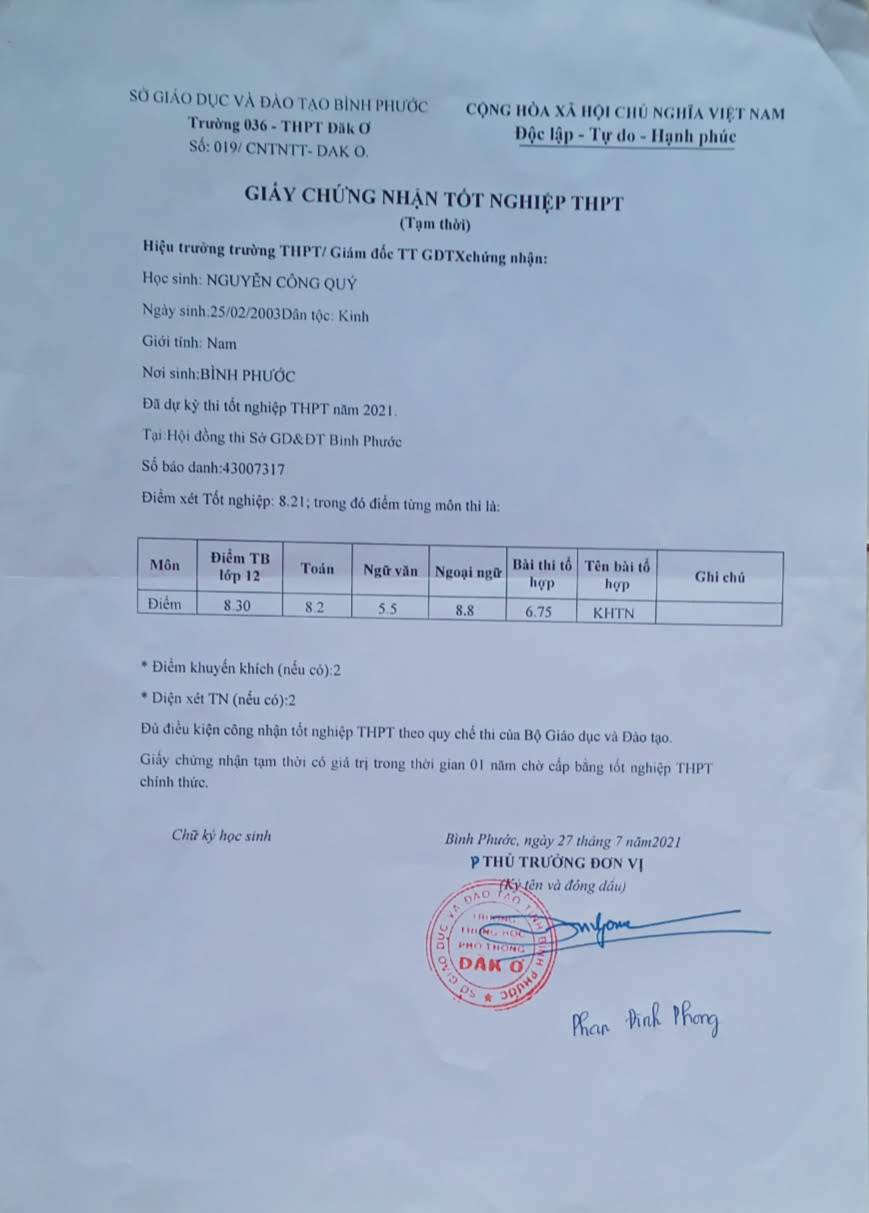 SỞ GIÁO DỤC VÀ ĐÀO TẠO BÌNH PHƯỚC
Trường 036 - THPT Đăk Ơ
Số: 019/ CNTNTT- DAK O.
CỘNG HÒA XÃ HỘI CHỦ NGHĨA VIỆT NAM
Độc lập - Tự do - Hạnh phúc
GIẤY CHỨNG NHẬN TỐT NGHIỆP THPT
(Tạm thời)
Hiệu trưởng trường THPT/ Giám đốc TT GDTXchứng nhận:
Học sinh: NGUYỄN CÔNG QUÝ
Ngày sinh:25/02/2003Dân tộc: Kinh
Giới tính: Nam
Nơi sinh:BÌNH PHƯỚC
Đã dự kỳ thi tốt nghiệp THPT năm 2021.
Tại:Hội đồng thi Sở GD&ĐT Bình Phước
Số báo danh:43007317
Điểm xét Tốt nghiệp: 8.21; trong đó điểm từng môn thi là:
Môn Điểm TB lớp 12 Toán Ngữ văn Ngoại ngữ Bài thi tổ hợp Tên bài tổ hợp Ghi chú
Điểm 8.30 8.2 5.5 8.8 6.75 KHTN
* Điểm khuyến khích (nếu có):2
* Diện xét TN (nếu có):2
Đủ điều kiện công nhận tốt nghiệp THPT theo quy chế thi của Bộ Giáo dục và Đào tạo.
Giấy chứng nhận tạm thời có giá trị trong thời gian 01 năm chờ cấp bằng tốt nghiệp THPT
chính thức.
Chữ ký học sinh
Bình Phước, ngày 27 tháng 7 năm2021
P THỦ TRƯỞNG ĐƠN VỊ
(Ký tên và đóng dấu)
SỞ GIÁO DỤC VÀ ĐÀO TẠO TỈNH BÌNH PHƯỚC
TRƯỜNG
TRUNG HỌC
PHỔ THÔNG
ĐĂK Ơ
Phan Đình Phong